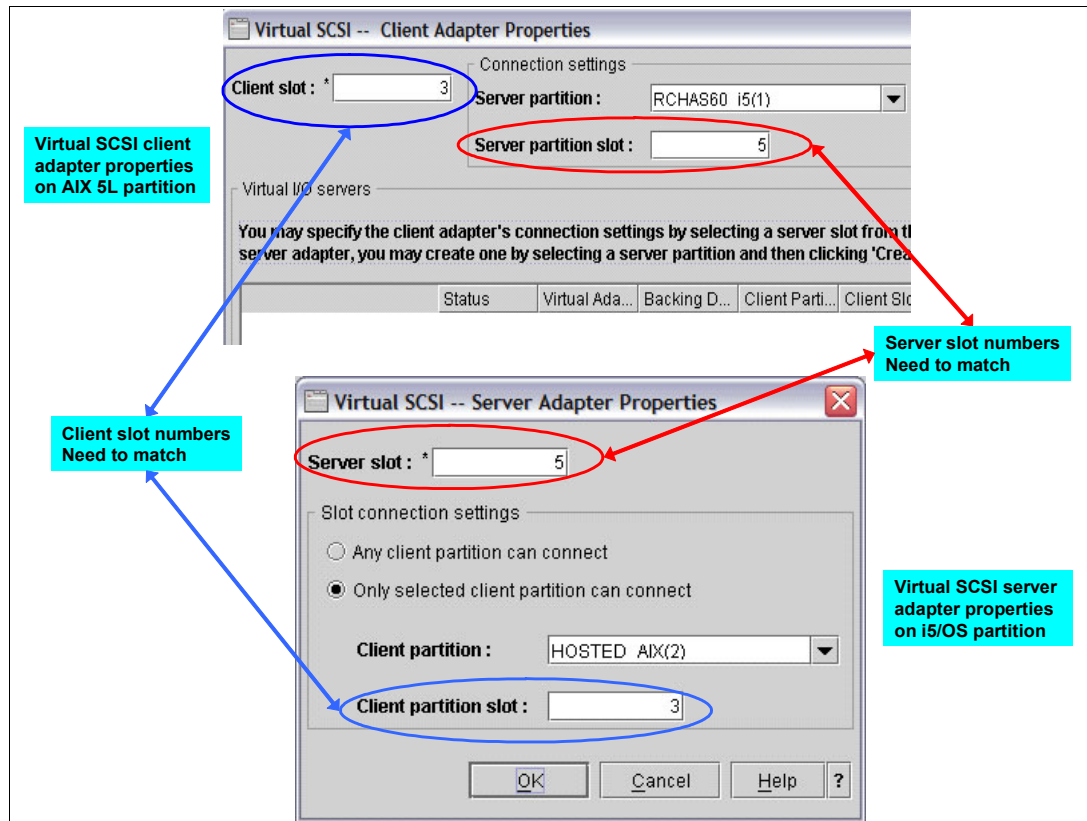 Virtual SCSI -- Client Adapter Properties
Client slot : * 3
Connection settings
Server partition : RCHAS60 i5(1)
Server partition slot : 5
Virtual SCSI client
adapter properties
on AIX 5L partition
Virtual I/O servers
You may specify the client adapter's connection settings by selecting a server slot from
server adapter, you may create one by selecting a server partition and then clicking
Status Virtual Ada... Backing D... Client Parti... Client
Server slot numbers
Need to match
Client slot numbers
Need to match
Virtual SCSI -- Server Adapter Properties
Server slot : * 5
Slot connection settings
Any client partition can connect
Only selected client partition can connect
Client partition : HOSTED AIX(2)
Client partition slot : 3
Virtual SCSI server
adapter properties
on i5/OS partition
OK Cancel Help ?